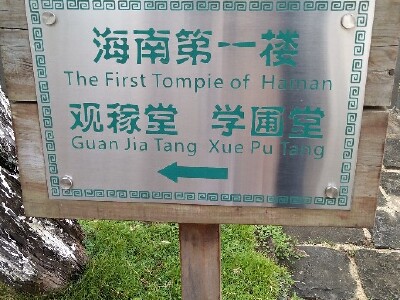 海南第一楼
The First Tompie of Hainan
观稼堂 学圃堂
Guan Jia Tang Xue Pu Tang